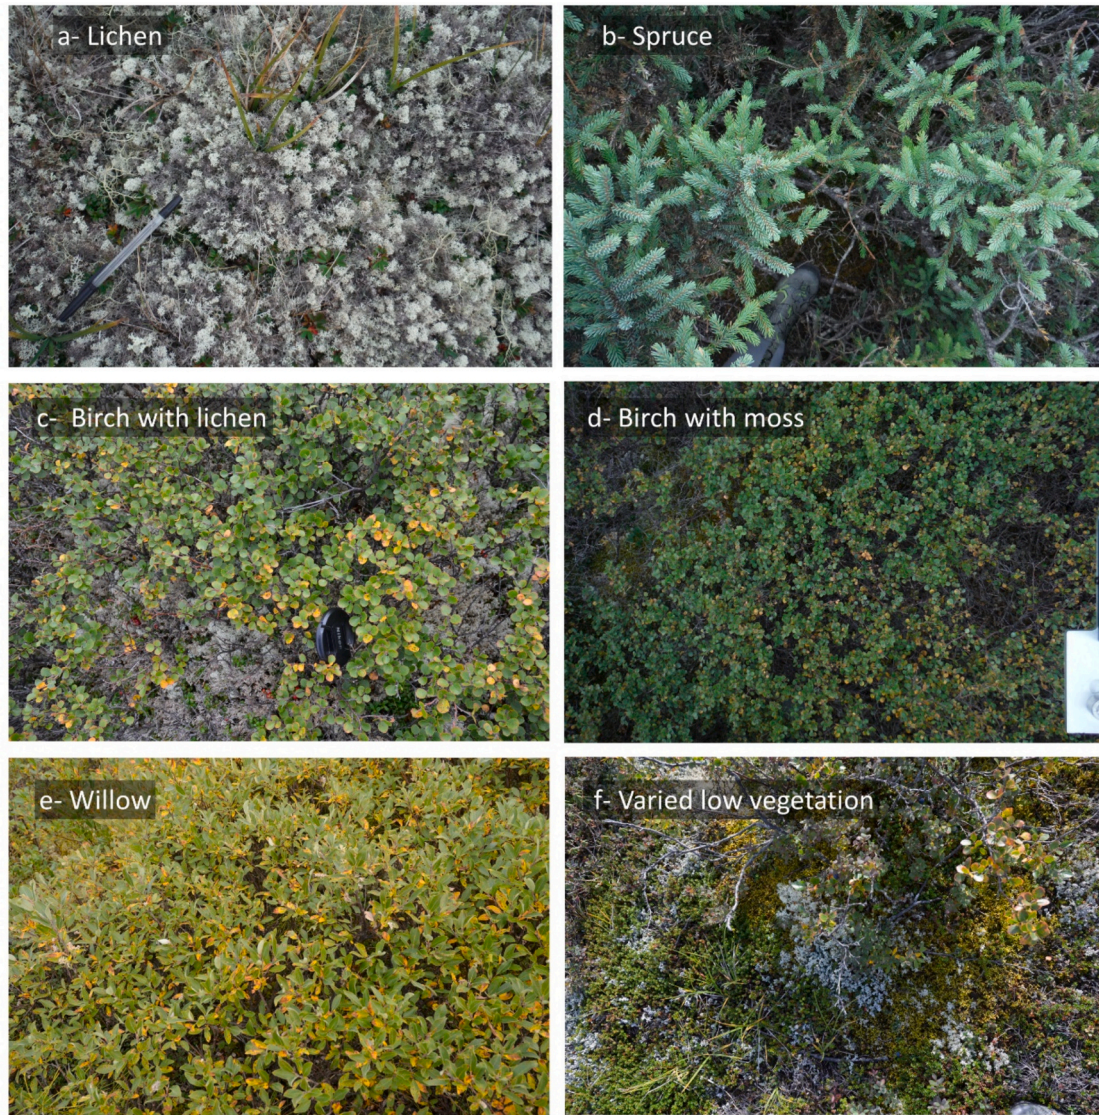 a- Lichen
b- Spruce
c- Birch with lichen
d- Birch with moss
e- Willow
f- Varied low vegetation